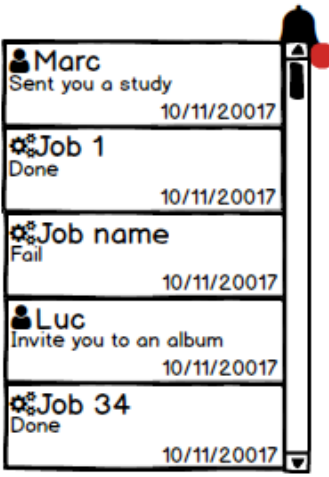 Marc
Sent you a study
10/11/20017
Job 1
Done
10/11/20017
Job name
Fail
10/11/20017
Luc
Invite you to an album
10/11/20017
Job 34
Done
10/11/20017